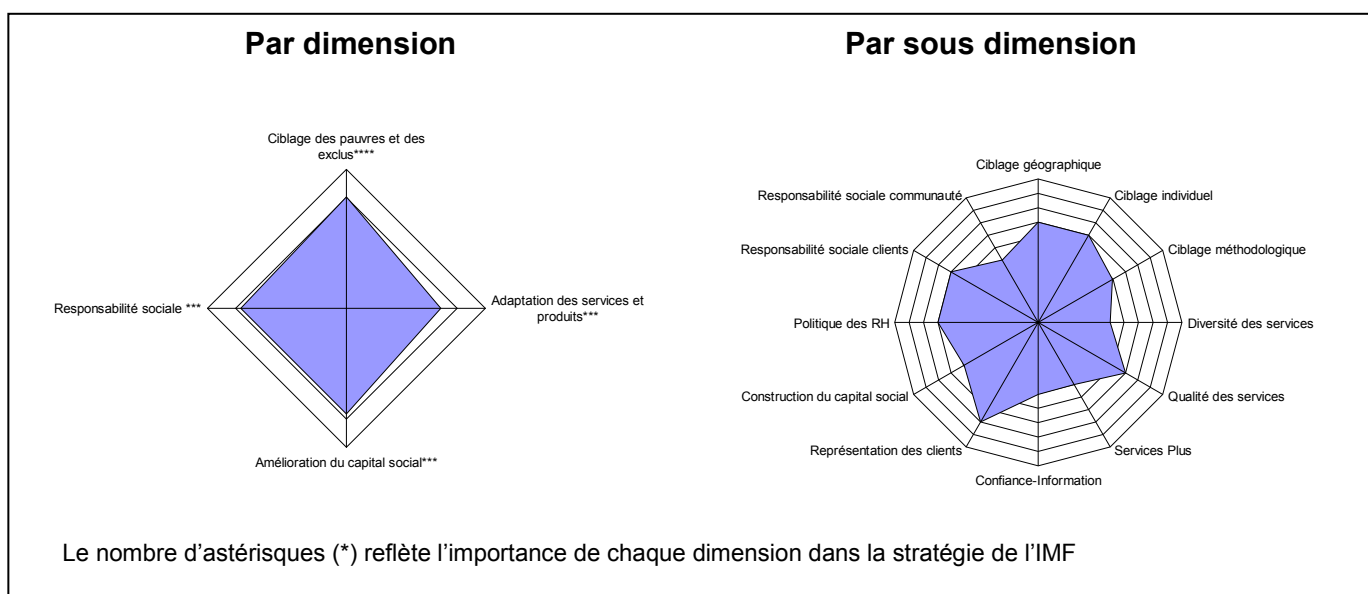 Par dimension
Ciblage des pauvres et des
exclus****
Responsabilité sociale ***
Adaptation des services et
produits***
Amélioration du capital social***
Par sous dimension
Ciblage géographique
Responsabilité sociale communauté
Ciblage individuel
Responsabilité sociale clients
Ciblage méthodologique
Politique des RH
Diversité des services
Construction du capital social
Qualité des services
Représentation des clients
Services Plus
Confiance-Information
Le nombre d’astérisques (*) reflète l’importance de chaque dimension dans la stratégie de l’IMF